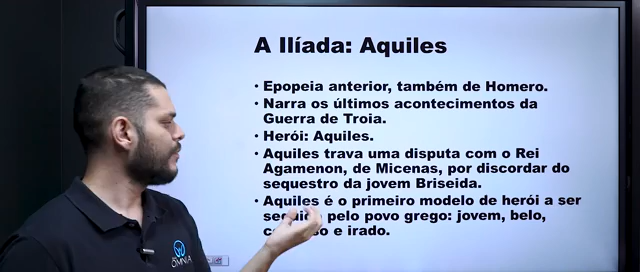 A Ilíada: Aquiles
• Epopeia anterior, também de Homero.
• Narra os últimos acontecimentos da
Guerra de Troia.
• Herói: Aquiles.
• Aquiles trava uma disputa com o Rei
Agamenon, de Micenas, por discordar do
sequestro da jovem Briseida.
• Aquiles é o primeiro modelo de herói a ser
pelo povo grego: jovem, belo,
e irado.
OMNIA